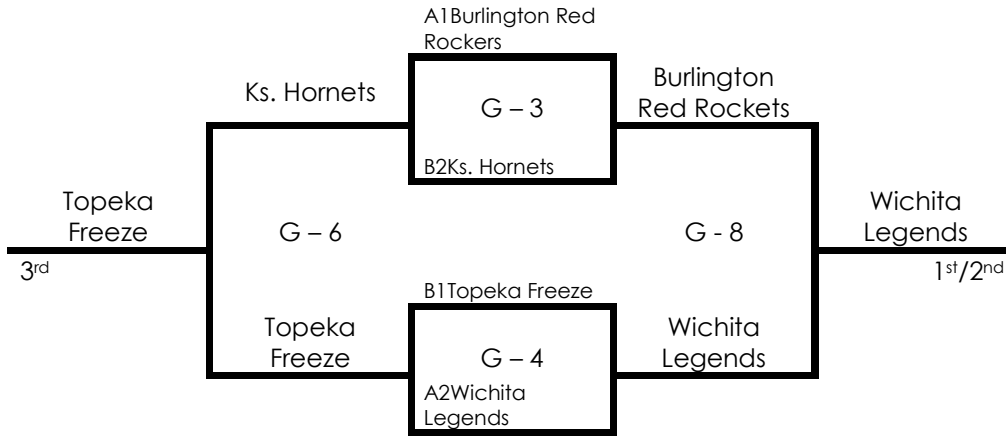 A1Burlington Red
Rockers
Ks. Hornets
G – 3
Burlington
Red Rockets
B2Ks. Hornets
Topeka
Freeze
G – 6
G - 8
Wichita
Legends
3rd
1st/2nd
B1Topeka Freeze
Topeka
Freeze
G – 4
Wichita
Legends
A2Wichita
Legends